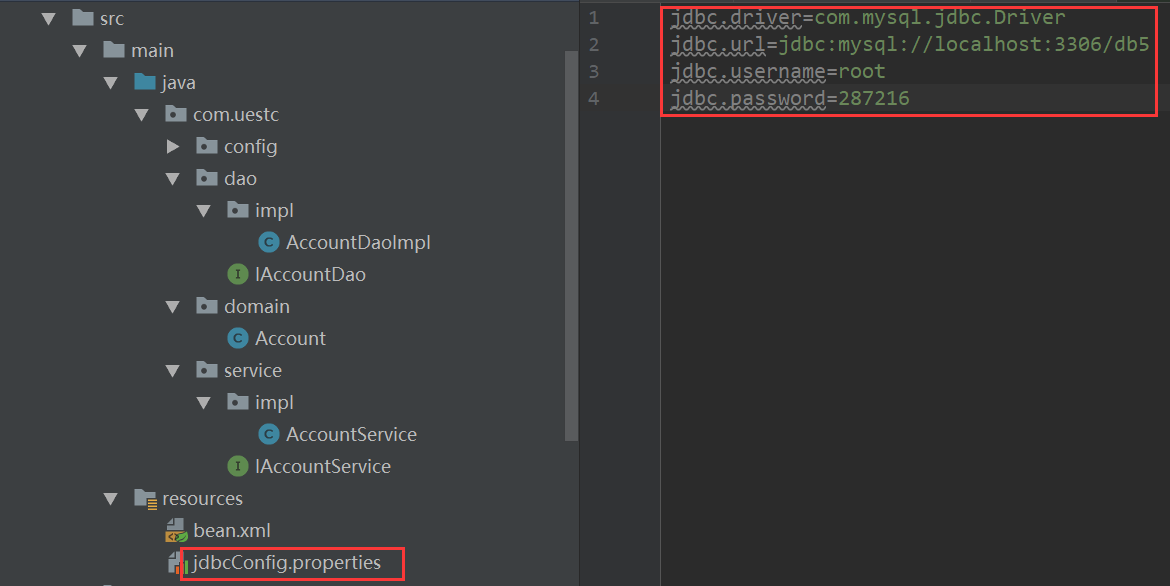 src
main
java
com.uestc
config
dao
impl
C AccountDaoImpl
I IAccountDao
domain
C Account
service
impl
C AccountService
I IAccountService
resources
bean.xml
jdbcConfig.properties
1 jdbc.driver=com.mysql.jdbc.Driver
2 jdbc.url=jdbc:mysql://localhost:3306/db5
3 jdbc.username=root
4 jdbc.password=287216